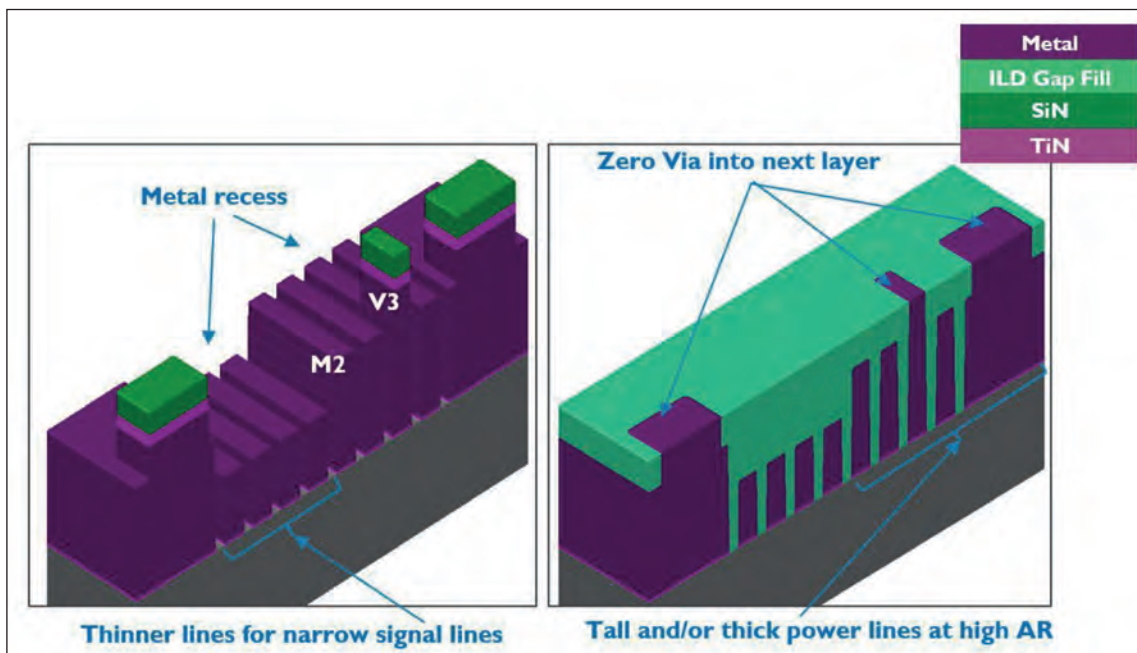 Metal
ILD Gap Fill
SiN
TiN
Metal recess
Zero Via into next layer
V3
M2
Thinner lines for narrow signal lines
Tall and/or thick power lines at high AR